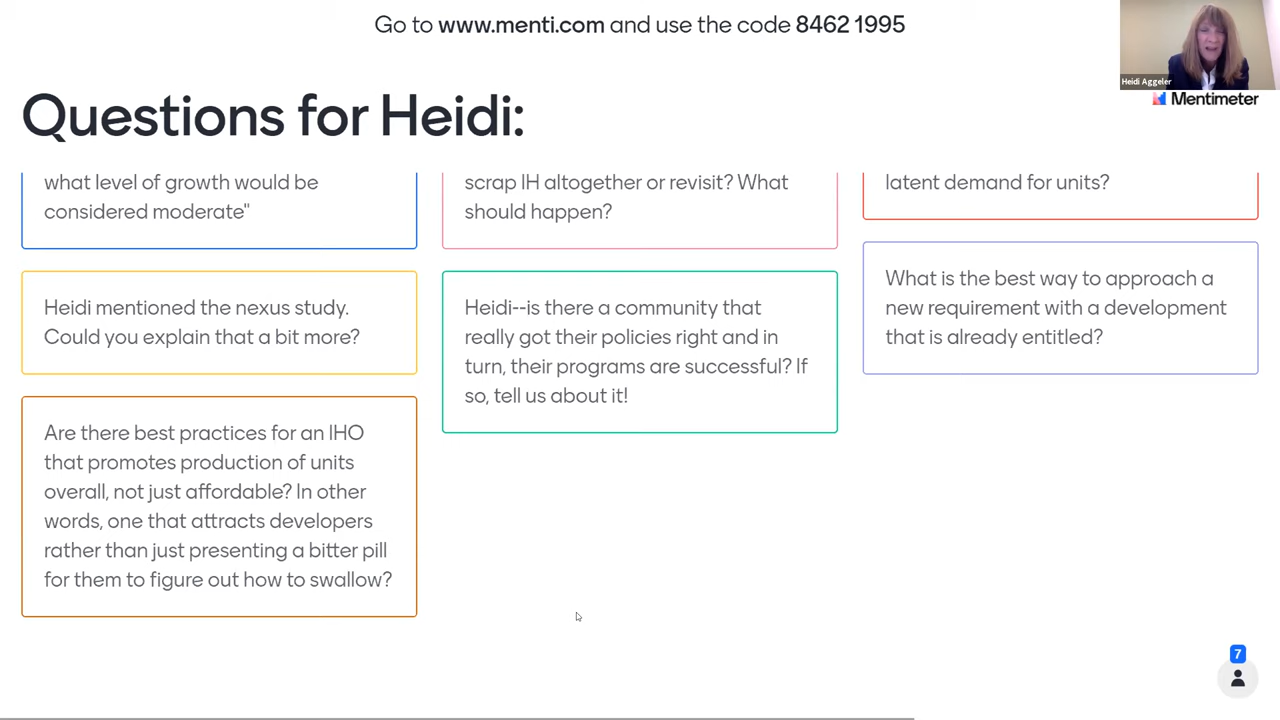 Go to www.menti.com and use the code 8462 1995
Heidi Aggeler
Mentimeter
Questions for Heidi:
what level of growth would be
considered moderate"
scrap IH altogether or revisit? What
should happen?
latent demand for units?
Heidi mentioned the nexus study.
Could you explain that a bit more?
Heidi--is there a community that
really got their policies right and in
turn, their programs are successful? If
so, tell us about it!
What is the best way to approach a
new requirement with a development
that is already entitled?
Are there best practices for an IHO
that promotes production of units
overall, not just affordable? In other
words, one that attracts developers
rather than just presenting a bitter pill
for them to figure out how to swallow?
7